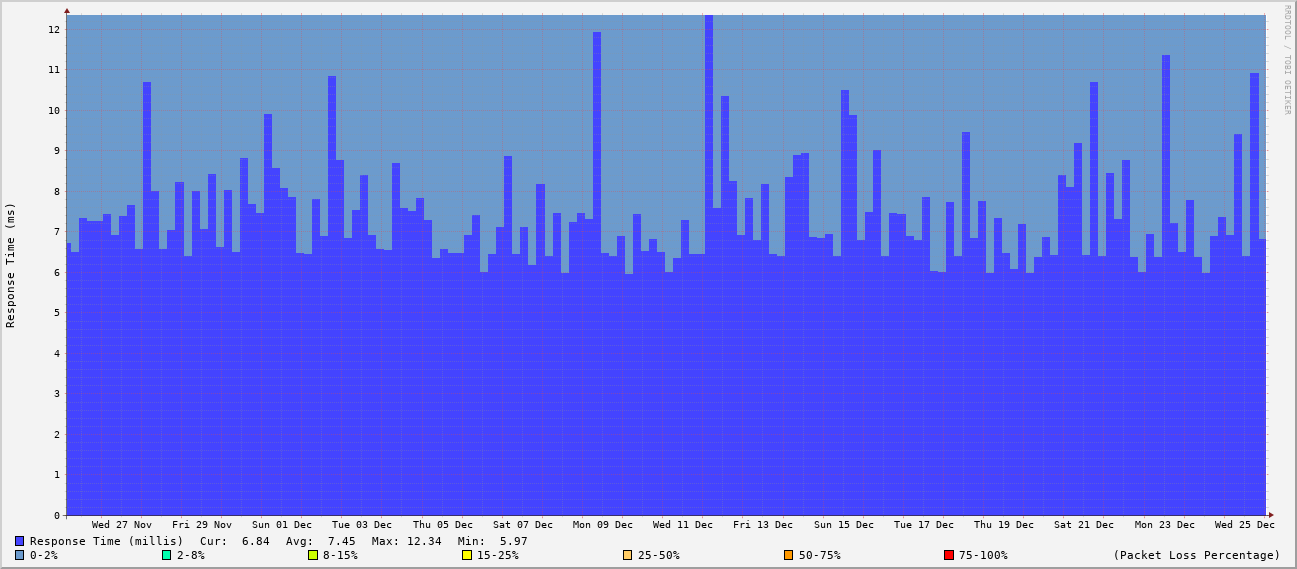 RRDTOOL / TOBI OETIKER
Response Time (ms)
12
11
10
9
8
7
6
5
4
3
2
1
0
Wed 27 Nov Fri 29 Nov Sun 01 Dec Tue 03 Dec Thu 05 Dec Sat 07 Dec Mon 09 Dec Wed 11 Dec Fri 13 Dec Sun 15 Dec Tue 17 Dec Thu 19 Dec Sat 21 Dec Mon 23 Dec Wed 25 Dec
Response Time (millis) Cur: 6.84 Avg: 7.45 Max: 12.34 Min: 5.97
0-2% 2-8% 8-15% 15-25% 25-50% 50-75% 75-100% (Packet Loss Percentage)